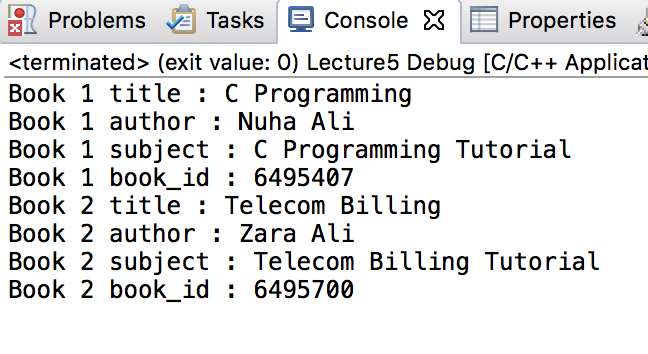 Problems Tasks Console Properties
<terminated> (exit value: 0) Lecture5 Debug [C/C++ Applicat
Book 1 title : C Programming
Book 1 author : Nuha Ali
Book 1 subject : C Programming Tutorial
Book 1 book_id : 6495407
Book 2 title : Telecom Billing
Book 2 author : Zara Ali
Book 2 subject : Telecom Billing Tutorial
Book 2 book_id : 6495700